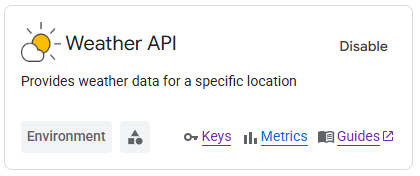 Weather API
Disable
Provides weather data for a specific location
Environment Keys Metrics Guides